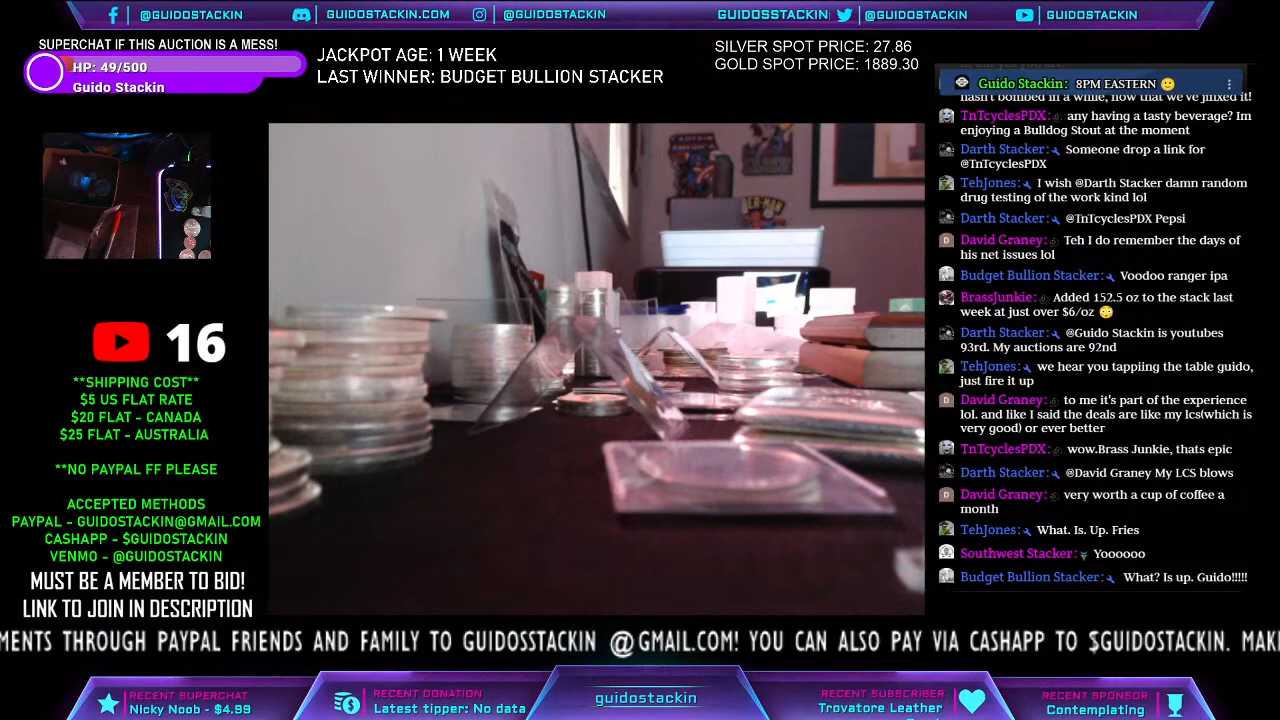 @GUIDOSTACKIN
GUIDOSTACKIN.COM
@GUIDOSTACKIN
GUIDOSSTACKIN
@GUIDOSTACKIN
GUIDOSTACKIN
SUPERCHAT IF THIS AUCTION IS A MESS!
HP: 49/500
Guido Stackin
JACKPOT AGE: 1 WEEK
LAST WINNER: BUDGET BULLION STACKER
SILVER SPOT PRICE: 27.86
GOLD SPOT PRICE: 1889.30
Guido Stackin: 8PM EASTERN 🙂
hasn't bombed in a while, now that we've jinxed it!
TnTcyclesPDX: any having a tasty beverage? Im
enjoying a Bulldog Stout at the moment
Darth Stacker: Someone drop a link for
@TnTcyclesPDX
TehJones: I wish @Darth Stacker damn random
drug testing of the work kind lol
Darth Stacker: @TnTcyclesPDX Pepsi
David Graney: Teh I do remember the days of
his net issues lol
Budget Bullion Stacker: Voodoo ranger ipa
BrassJunkie: Added 152.5 oz to the stack last
week at just over $6/oz 😳
Darth Stacker: @Guido Stackin is youtubes
93rd. My auctions are 92nd
TehJones: we hear you tappiing the table guido,
just fire it up
David Graney: to me it's part of the experience
lol. and like I said the deals are like my lcs(which is
very good) or ever better
TnTcyclesPDX: wow.Brass Junkie, thats epic
Darth Stacker: @David Graney My LCS blows
David Graney: very worth a cup of coffee a
month
TehJones: What. Is. Up. Fries
Southwest Stacker: Yoooooo
Budget Bullion Stacker: What? Is up. Guido!!!!!
16
**SHIPPING COST**
$5 US FLAT RATE
$20 FLAT - CANADA
$25 FLAT - AUSTRALIA
**NO PAYPAL FF PLEASE
ACCEPTED METHODS
PAYPAL - GUIDOSTACKIN@GMAIL.COM
CASHAPP - $GUIDOSTACKIN
VENMO - @GUIDOSTACKIN
MUST BE A MEMBER TO BID!
LINK TO JOIN IN DESCRIPTION
MENTS THROUGH PAYPAL FRIENDS AND FAMILY TO GUIDOSSTACKIN @GMAIL.COM! YOU CAN ALSO PAY VIA CASHAPP TO $GUIDOSTACKIN. MAK
RECENT SUPERCHAT
Nicky Noob - $4.99
RECENT DONATION
Latest tipper: No data
guidostackin
RECENT SUBSCRIBER
Trovatore Leather
RECENT SPONSOR
Contemplating